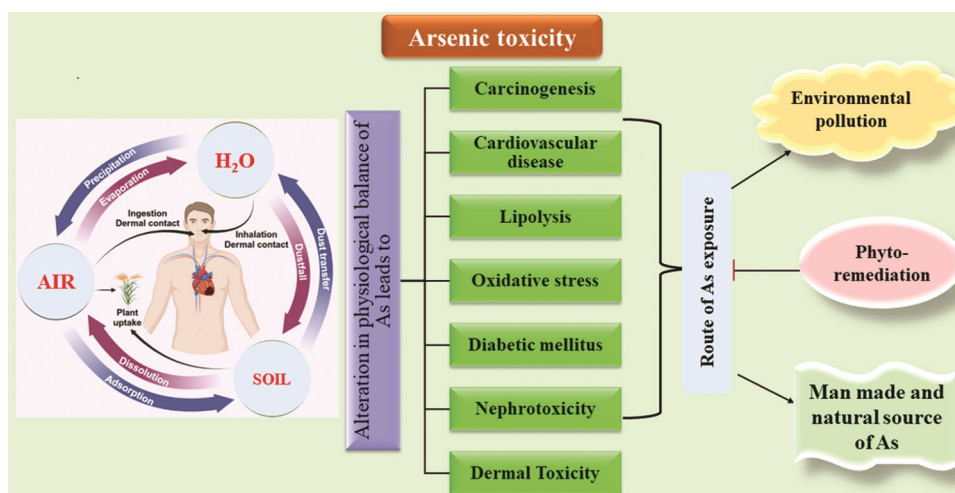 Arsenic toxicity
H₂O
Precipitation
Evaporation
Ingestion
Dermal contact
Inhalation
Dermal contact
Dustfall
Dust transfer
AIR
Plant
uptake
Dissolution
Adsorption
SOIL
Alteration in physiological balance of
As leads to
Carcinogenesis
Cardiovascular
disease
Lipolysis
Oxidative stress
Diabetic mellitus
Nephrotoxicity
Dermal Toxicity
Route of As exposure
Environmental
pollution
Phyto-
remediation
Man made and
natural source
of As